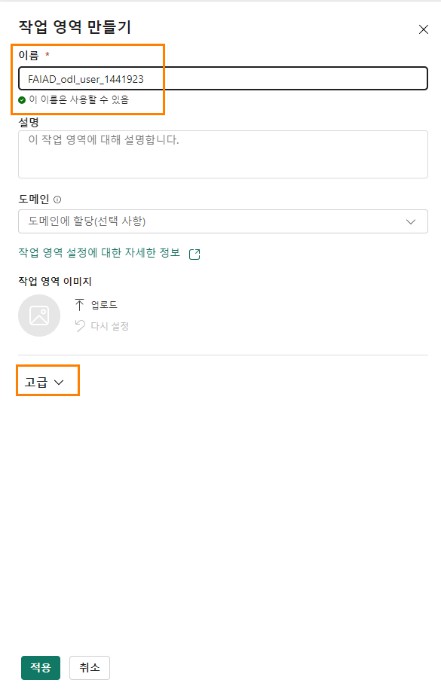 작업 영역 만들기
이름 *
FAIAD_odl_user_1441923
이 이름은 사용할 수 있음
설명
이 작업 영역에 대해 설명합니다.
도메인
도메인에 할당(선택 사항)
작업 영역 설정에 대한 자세한 정보
작업 영역 이미지
업로드
다시 설정
고급
적용 취소